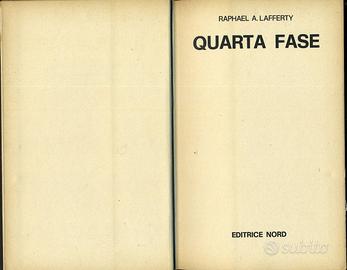 RAPHAEL A. LAFFERTY
QUARTA FASE
EDITRICE NORD
subito